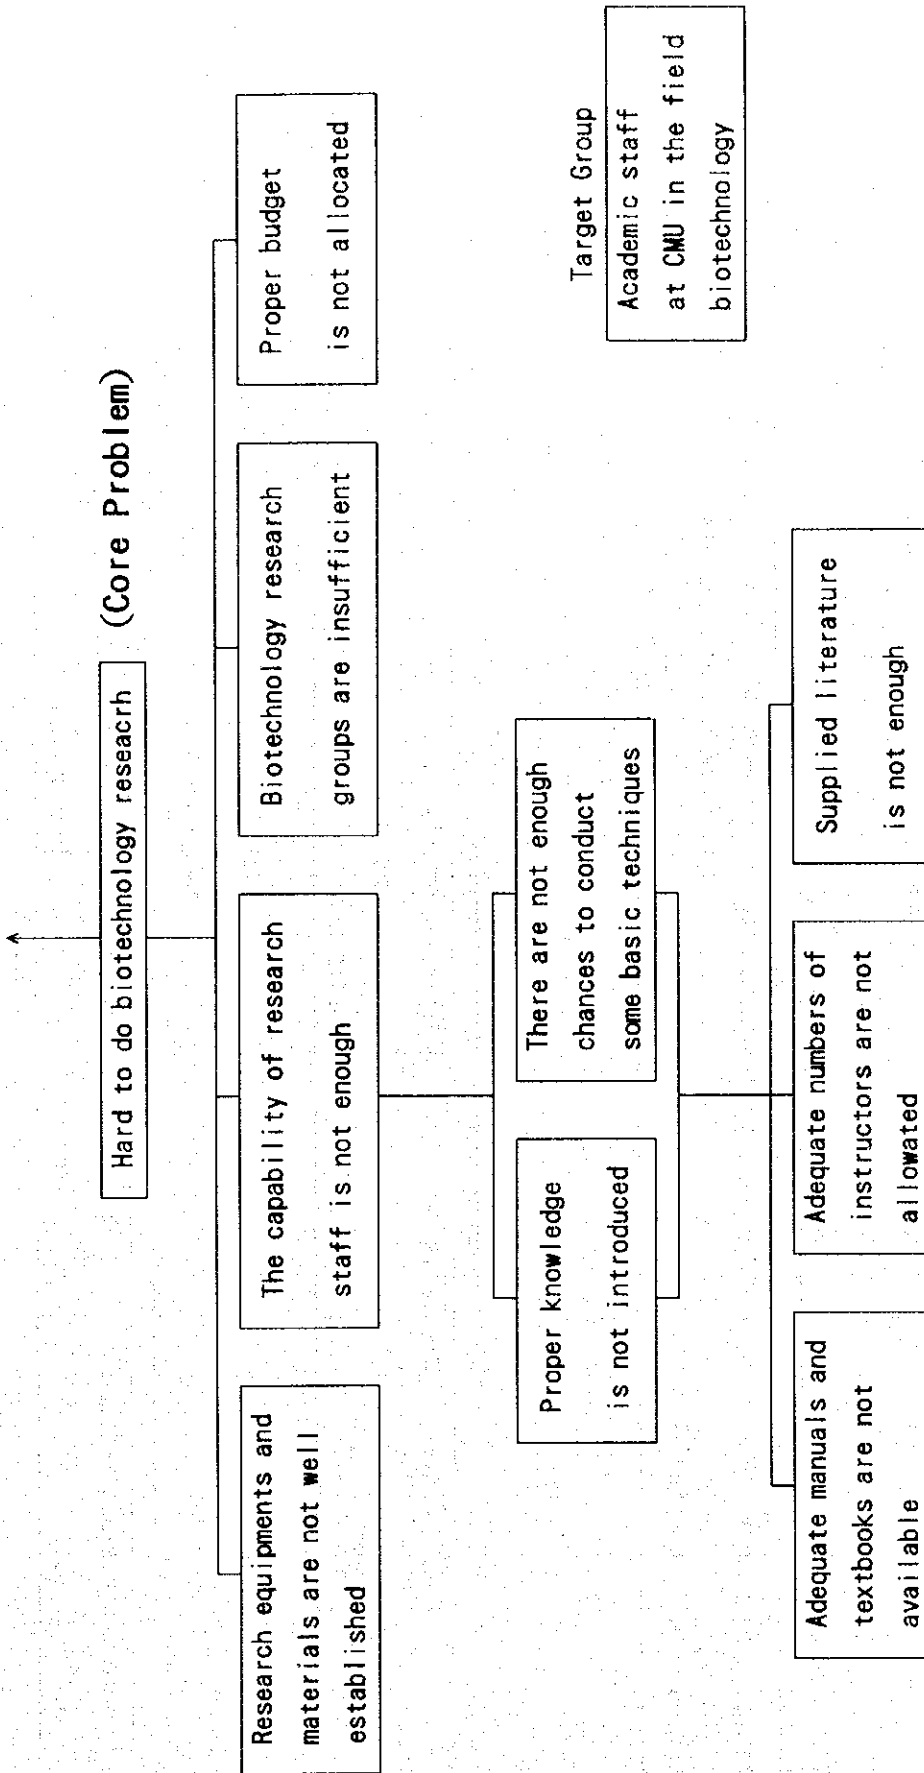 Hard to do biotechnology reseacrh
(Core Problem)
Research equipments and
materials are not well
established
The capability of research
staff is not enough
Biotechnology research
groups are insufficient
Proper budget
is not allocated
Proper knowledge
is not introduced
There are not enough
chances to conduct
some basic techniques
Target Group
Academic staff
at CMU in the field
biotechnology
Adequate manuals and
textbooks are not
available
Adequate numbers of
instructors are not
allowated
Supplied literature
is not enough